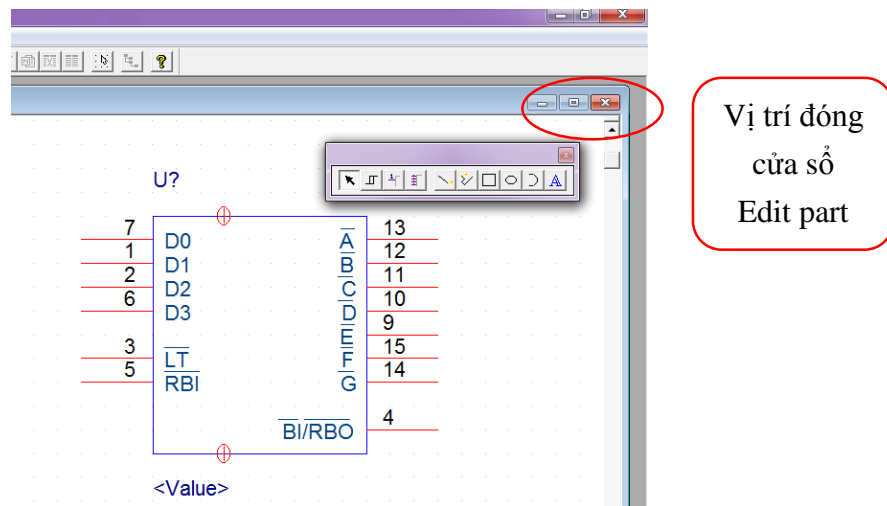 Vị trí đóng
cửa sổ
Edit part
U?
7 D0 A 13
1 D1 B 12
2 D2 C 11
6 D3 D 10
E 9
3 LT F 15
5 RBI G 14
BI/RBO 4
<Value>